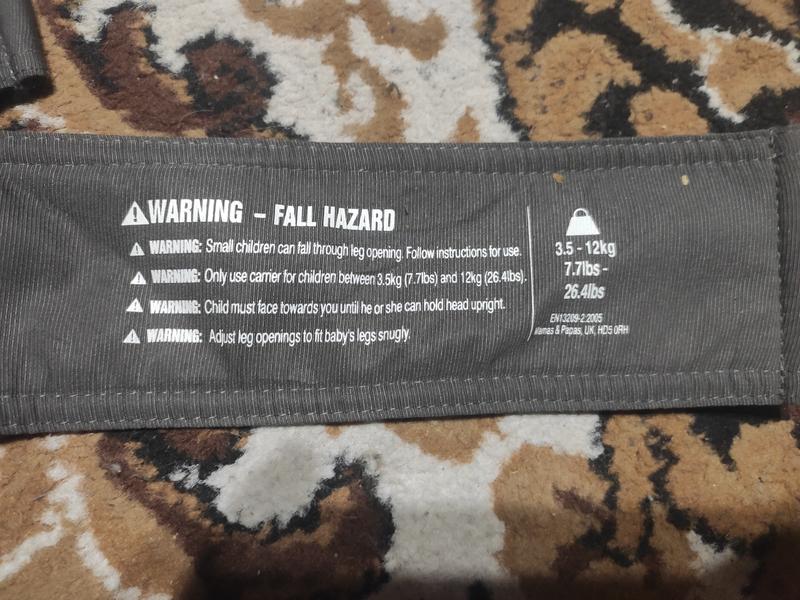 WARNING - FALL HAZARD
WARNING: Small children can fall through leg opening. Follow instructions for use.
WARNING: Only use carrier for children between 3.5kg (7.7lbs) and 12kg (26.4lbs).
WARNING: Child must face towards you until he or she can hold head upright.
WARNING: Adjust leg openings to fit baby's legs snugly.
3.5 - 12kg
7.7lbs -
26.4lbs
EN13209-2:2005
Mamas & Papas, UK, HD5 0RH